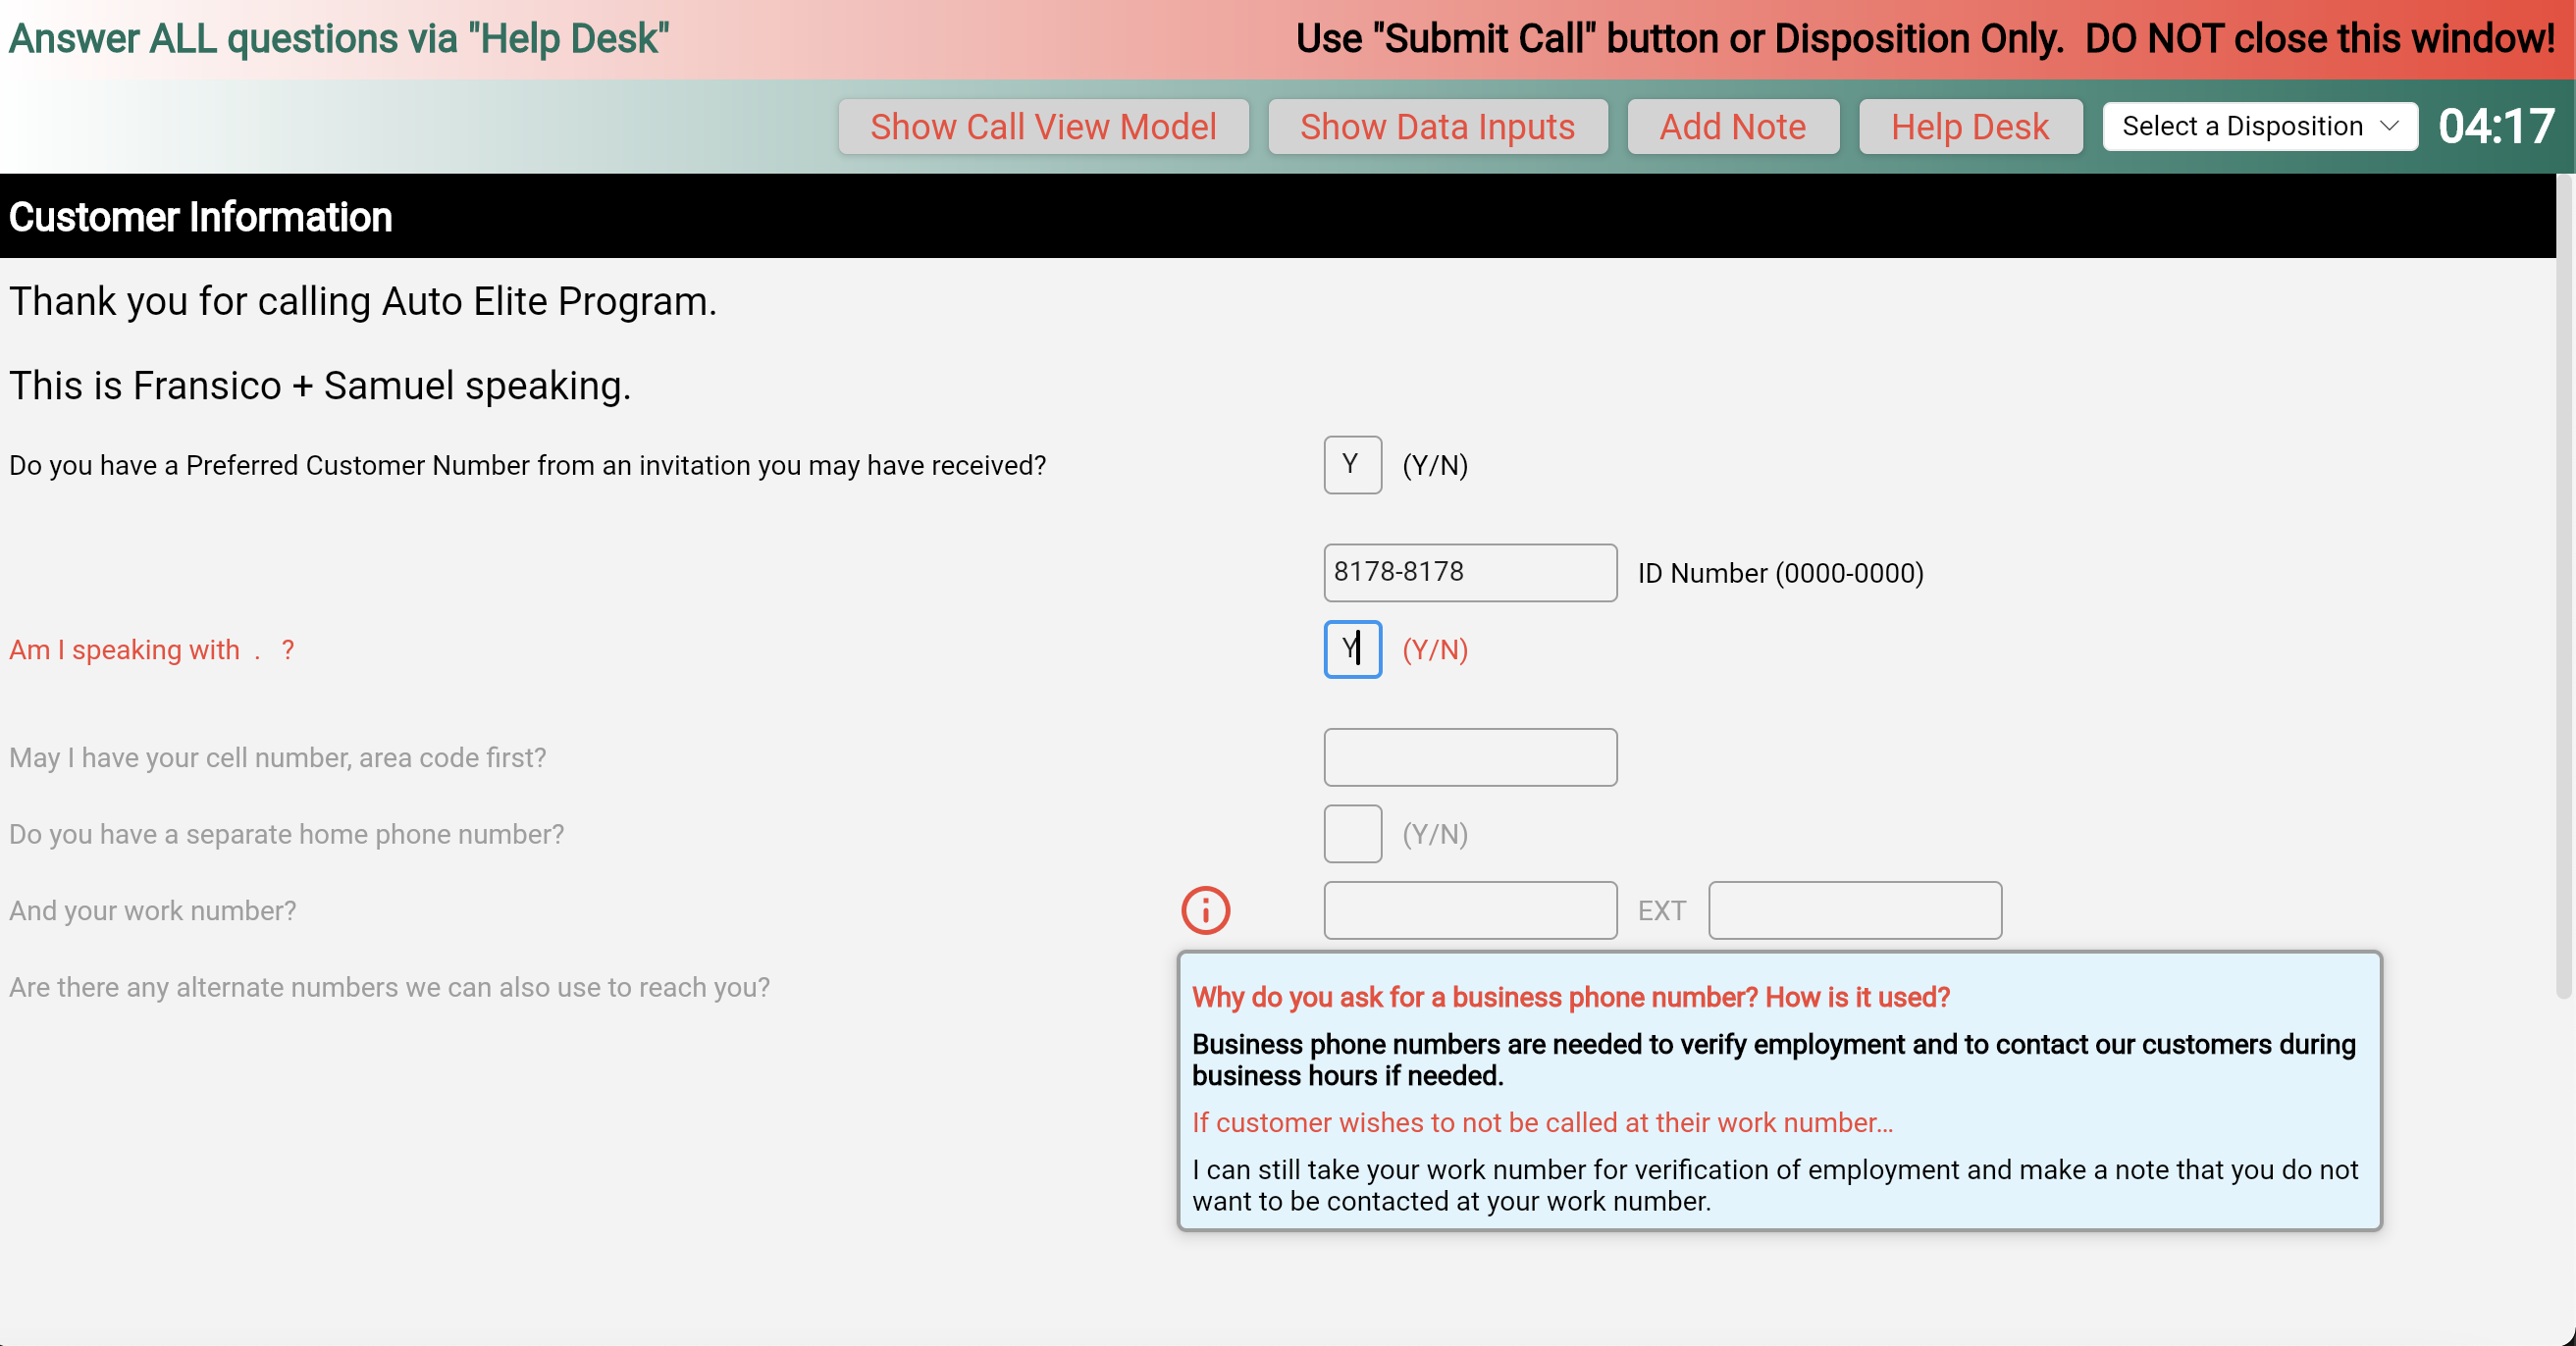 Answer ALL questions via "Help Desk"
Use "Submit Call" button or Disposition Only.  DO NOT close this window!
Show Call View Model
Show Data Inputs
Add Note
Help Desk
Select a Disposition
04:17
Customer Information
Thank you for calling Auto Elite Program.
This is Fransico + Samuel speaking.
Do you have a Preferred Customer Number from an invitation you may have received?
Y (Y/N)
8178-8178 ID Number (0000-0000)
Am I speaking with  .  ?
Y (Y/N)
May I have your cell number, area code first?
Do you have a separate home phone number?
(Y/N)
And your work number?
EXT
Are there any alternate numbers we can also use to reach you?
Why do you ask for a business phone number? How is it used?
Business phone numbers are needed to verify employment and to contact our customers during
business hours if needed.
If customer wishes to not be called at their work number...
I can still take your work number for verification of employment and make a note that you do not
want to be contacted at your work number.